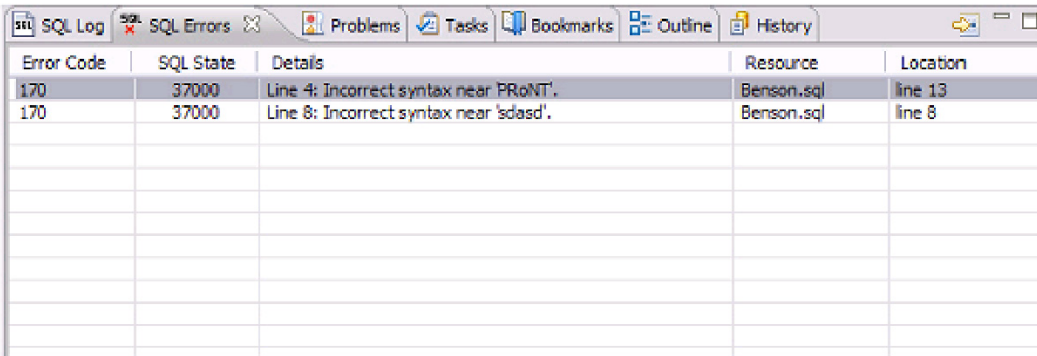 SQL Log SQL Errors Problems Tasks Bookmarks Outline History
Error Code SQL State Details Resource Location
170 37000 Line 4: Incorrect syntax near 'PRoNT'. Benson.sql line 13
170 37000 Line 8: Incorrect syntax near 'sdasd'. Benson.sql line 8